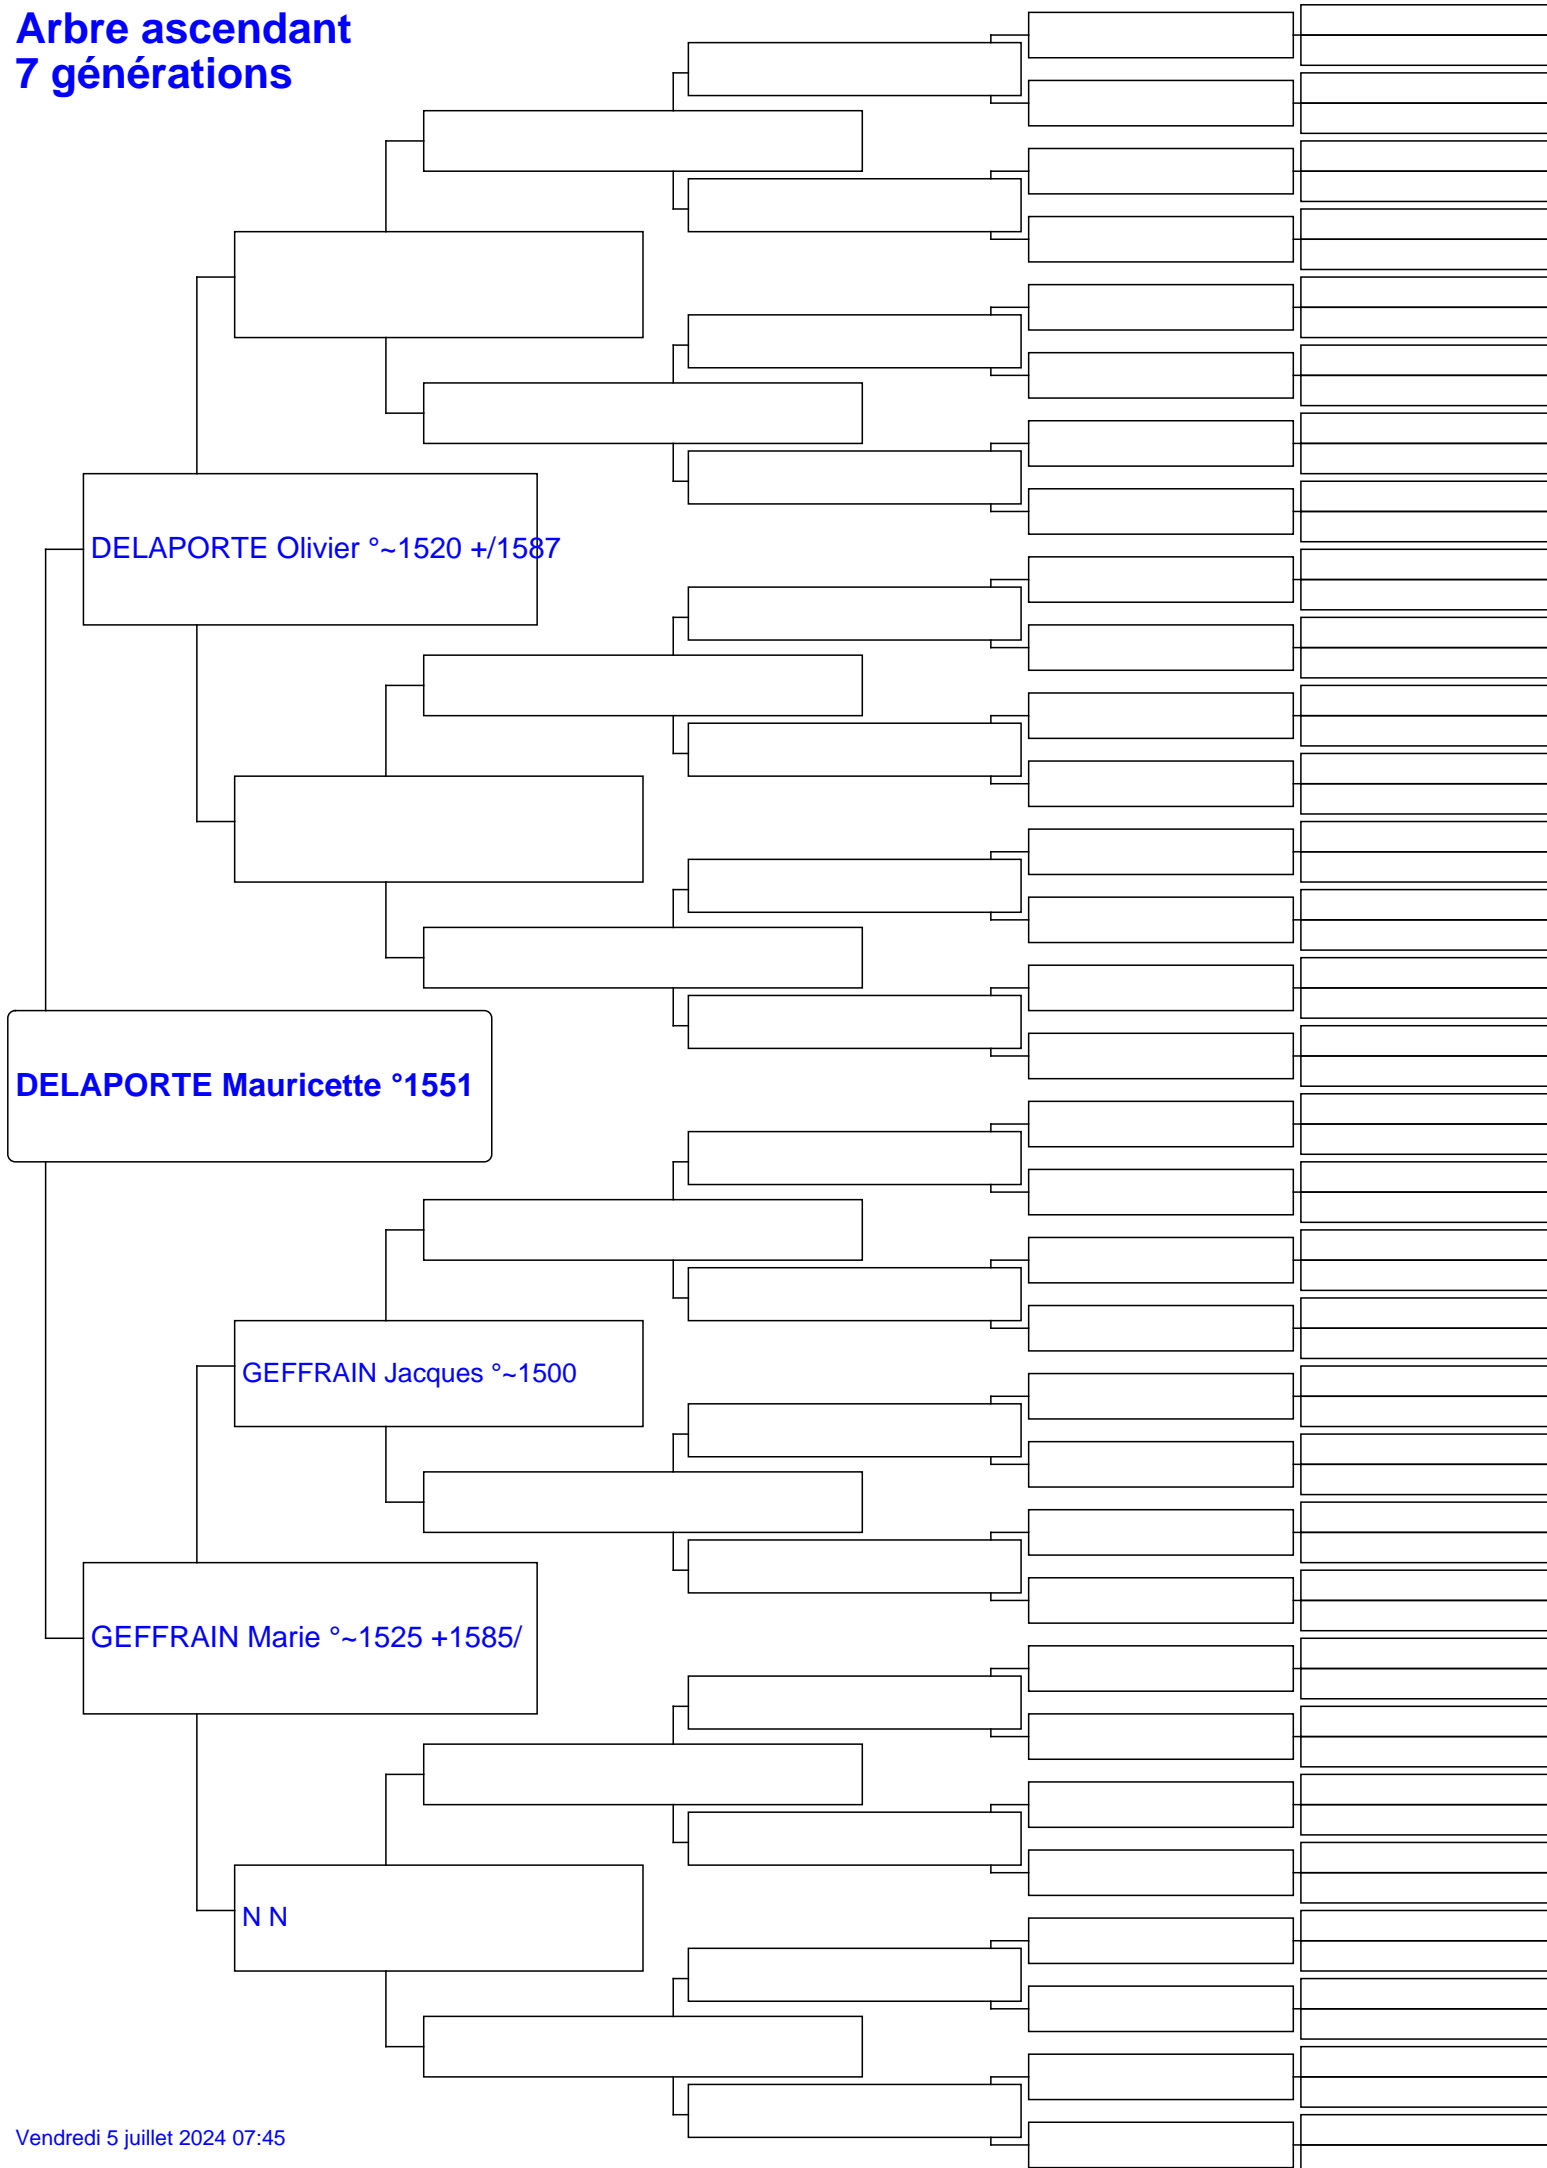 Arbre ascendant
7 générations
DELAPORTE Olivier °~1520 +/1587
DELAPORTE Mauricette °1551
GEFFRAIN Jacques °~1500
GEFFRAIN Marie °~1525 +1585/
N N
Vendredi 5 juillet 2024 07:45